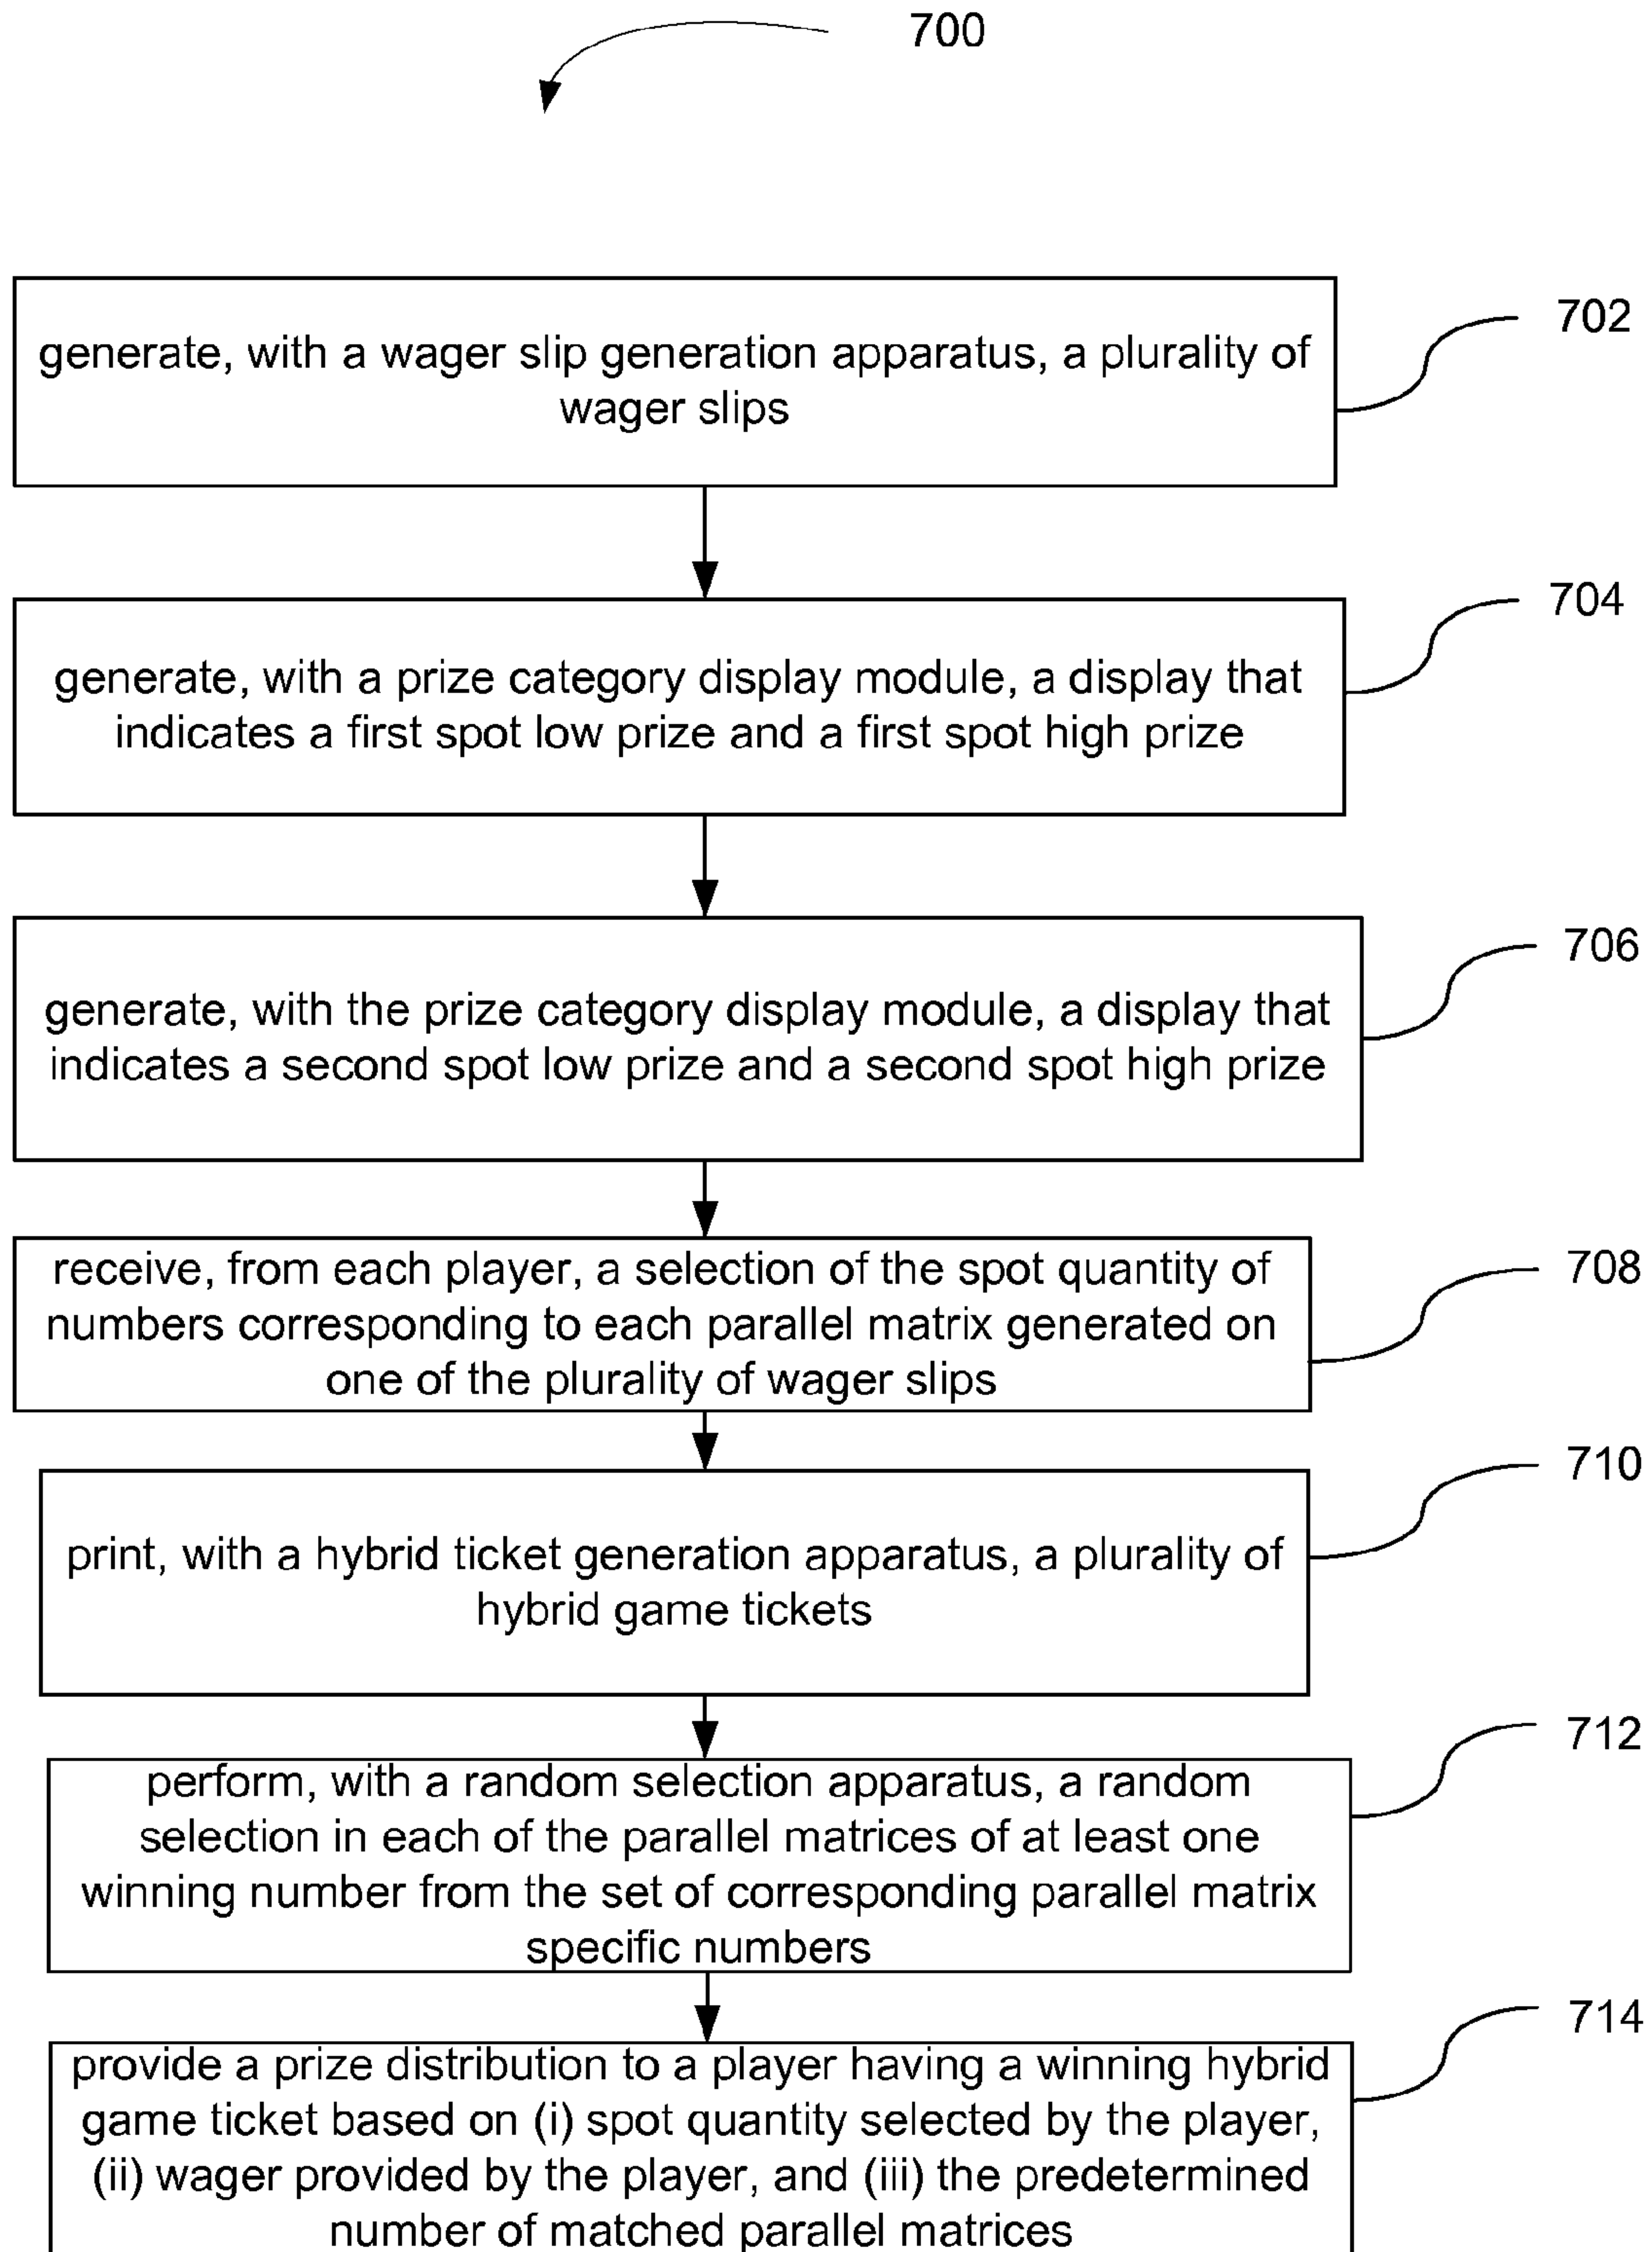 700
generate, with a wager slip generation apparatus, a plurality of
wager slips
702
generate, with a prize category display module, a display that
indicates a first spot low prize and a first spot high prize
704
generate, with the prize category display module, a display that
indicates a second spot low prize and a second spot high prize
706
receive, from each player, a selection of the spot quantity of
numbers corresponding to each parallel matrix generated on
one of the plurality of wager slips
708
print, with a hybrid ticket generation apparatus, a plurality of
hybrid game tickets
710
perform, with a random selection apparatus, a random
selection in each of the parallel matrices of at least one
winning number from the set of corresponding parallel matrix
specific numbers
712
provide a prize distribution to a player having a winning hybrid
game ticket based on (i) spot quantity selected by the player,
(ii) wager provided by the player, and (iii) the predetermined
number of matched parallel matrices
714